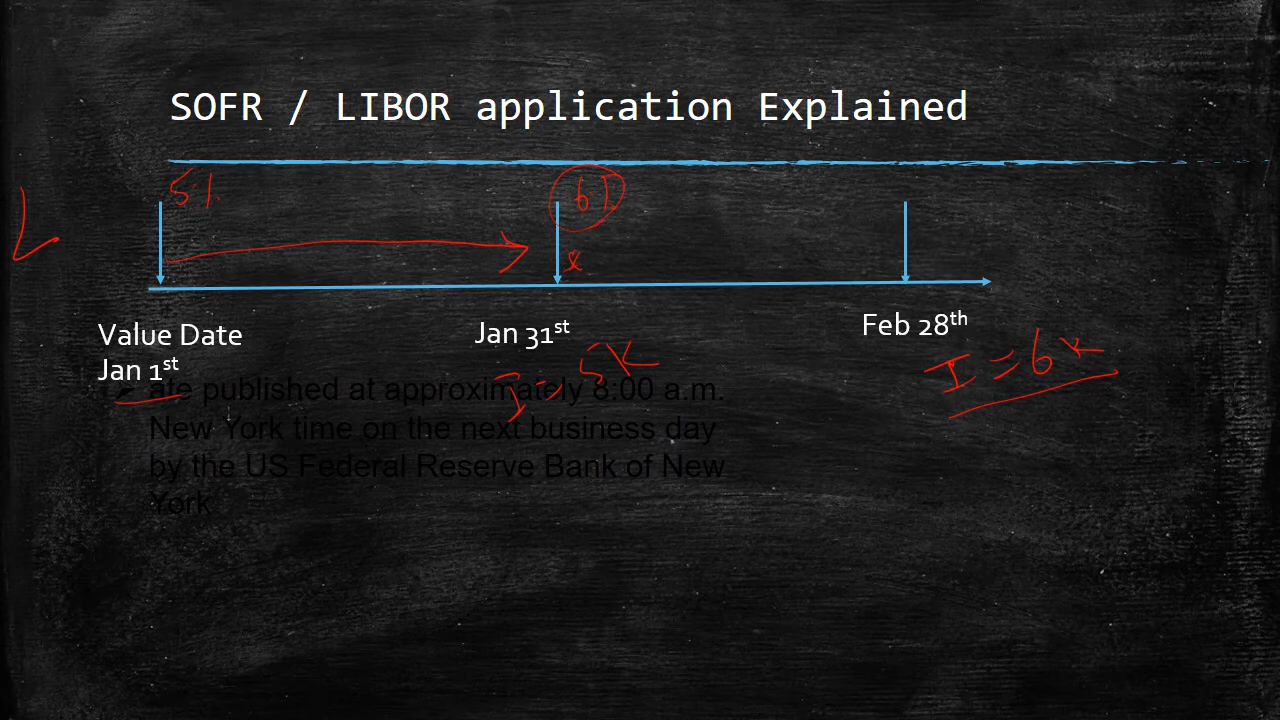 SOFR / LIBOR application Explained
5%
6%
L
x
Value Date
Jan 1st
Jan 31st
Feb 28th
I = 5K
I = 6K
ate published at approximately 8:00 a.m.
New York time on the next business day
by the US Federal Reserve Bank of New
York